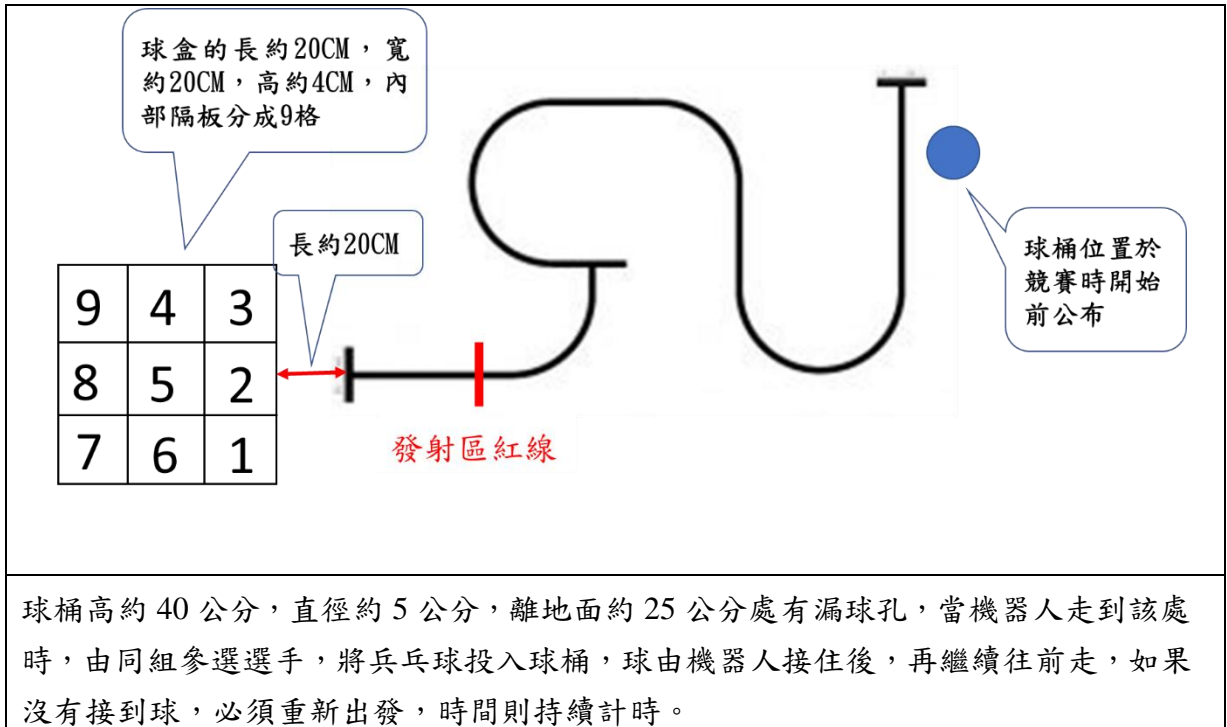 球盒的長約20CM，寬
約20CM，高約4CM，內
部隔板分成9格
長約20CM
9 4 3
8 5 2
7 6 1
發射區紅線
球桶位置於
競賽時開始
前公布
球桶高約 40 公分，直徑約 5 公分，離地面約 25 公分處有漏球孔，當機器人走到該處
時，由同組參選選手，將兵乓球投入球桶，球由機器人接住後，再繼續往前走，如果
沒有接到球，必須重新出發，時間則持續計時。